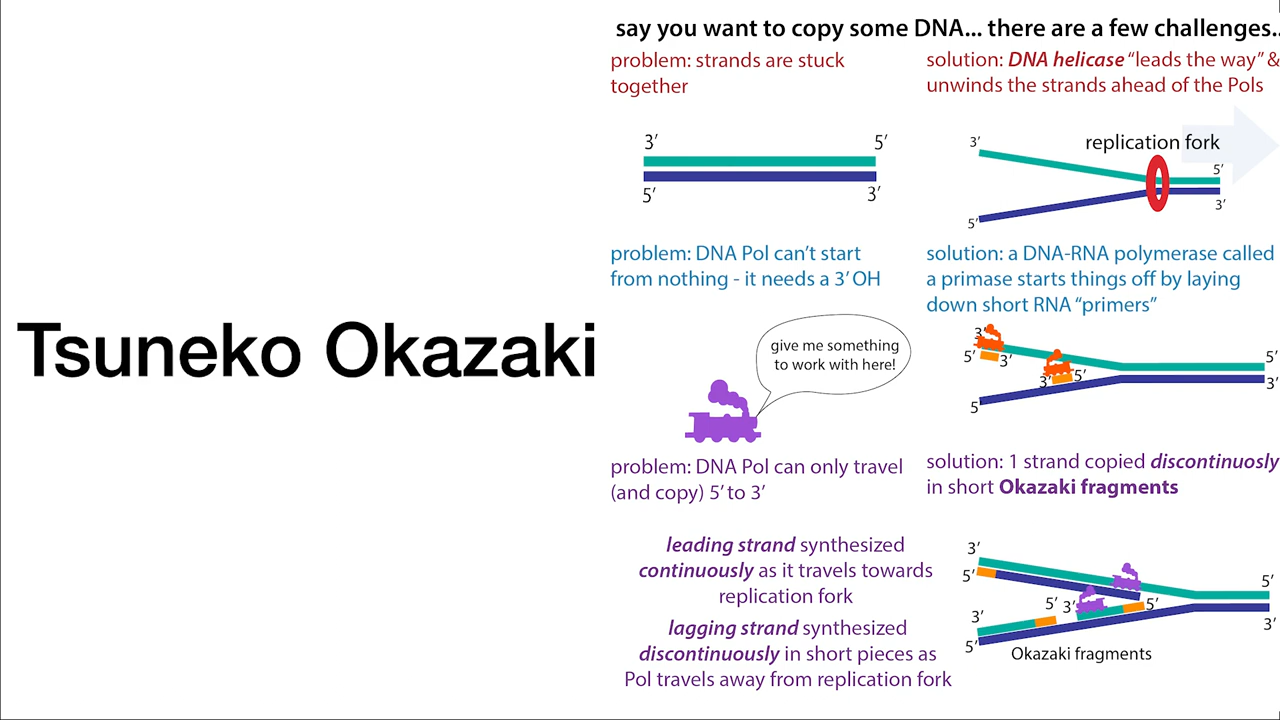 Tsuneko Okazaki
say you want to copy some DNA... there are a few challenges..
problem: strands are stuck
together
solution: DNA helicase “leads the way” &
unwinds the strands ahead of the Pols
3’
5’
5’
3’
replication fork
3’
5’
5’
3’
problem: DNA Pol can’t start
from nothing - it needs a 3’ OH
solution: a DNA-RNA polymerase called
a primase starts things off by laying
down short RNA “primers”
give me something
to work with here!
3’
5’
3’
5’
3’
5’
3’
5
problem: DNA Pol can only travel
(and copy) 5’ to 3’
solution: 1 strand copied discontinuosly
in short Okazaki fragments
leading strand synthesized
continuously as it travels towards
replication fork
lagging strand synthesized
discontinuously in short pieces as
Pol travels away from replication fork
3’
5’
5’
5’
3’
5’
3’
3’
5’
Okazaki fragments